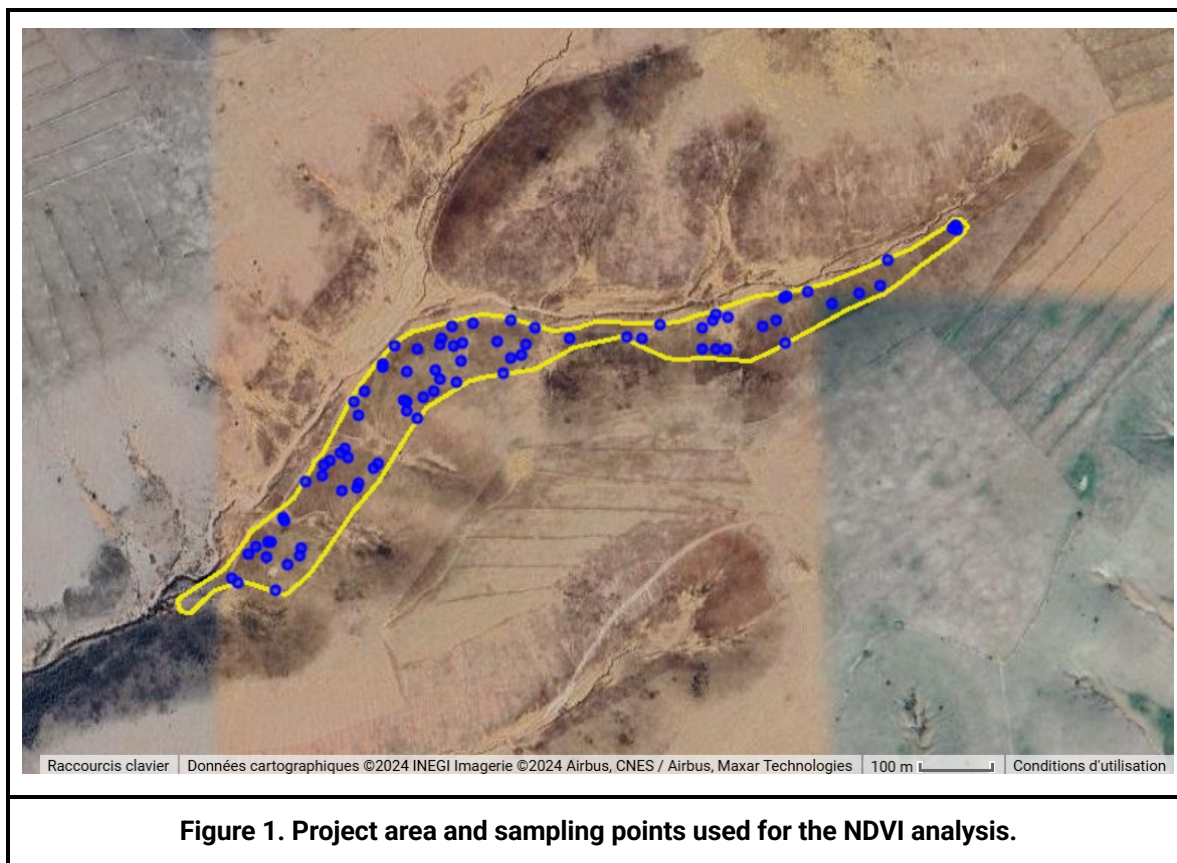 Raccourcis clavier
Données cartographiques ©2024 INEGI Imagerie ©2024 Airbus, CNES / Airbus, Maxar Technologies
100 m
Conditions d'utilisation
Figure 1. Project area and sampling points used for the NDVI analysis.